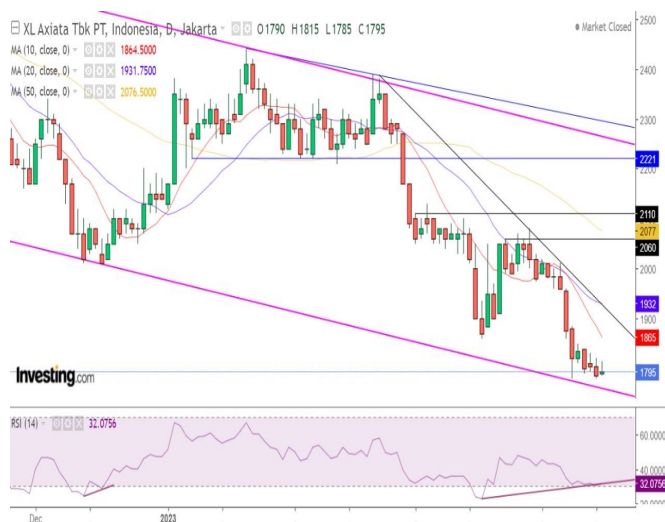 XL Axiata Tbk PT, Indonesia, D, Jakarta O1790 H1815 L1785 C1795
Market Closed
MA (10, close, 0) 1864.5000
MA (20, close, 0) 1931.7500
MA (50, close, 0) 2076.5000
2500
2400
2300
2221
2200
2110
2077
2060
2000
1932
1900
1865
1795
Investing.com
RSI (14) 32.0756
60.0000
40.0000
32.0756
Dec
2023